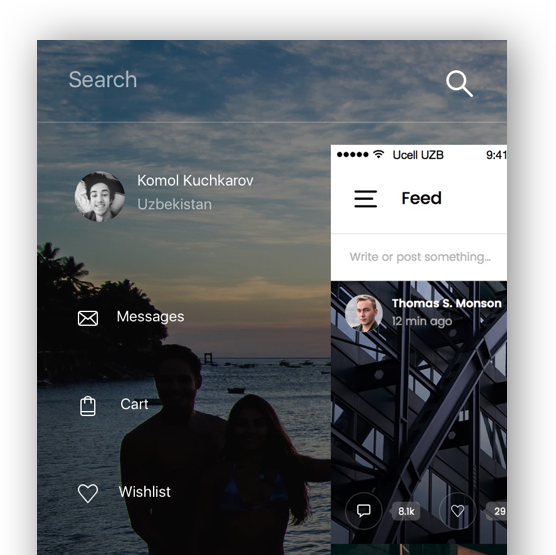 Search
Komol Kuchkarov
Uzbekistan
Messages
Cart
Wishlist
Ucell UZB 9:41
Feed
Write or post something...
Thomas S. Monson
12 min ago
8.1k
29